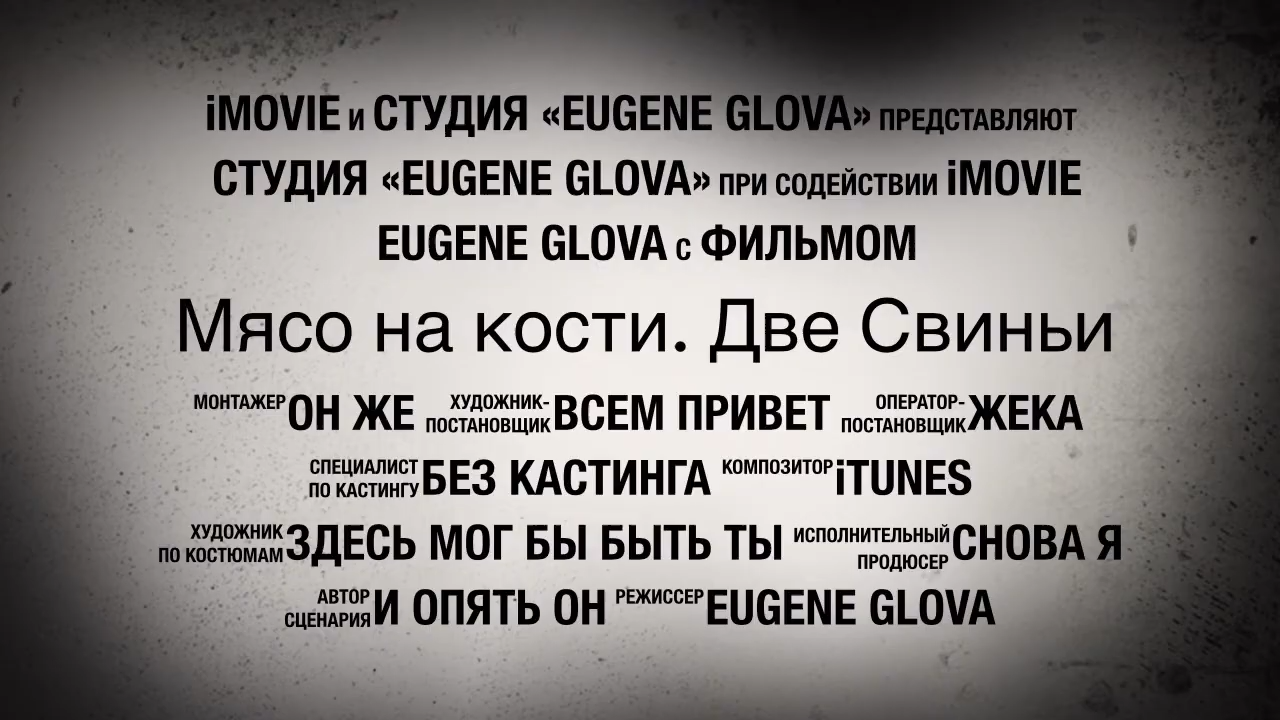 iMOVIE и СТУДИЯ «EUGENE GLOVA» ПРЕДСТАВЛЯЮТ
СТУДИЯ «EUGENE GLOVA» ПРИ СОДЕЙСТВИИ iMOVIE
EUGENE GLOVA с ФИЛЬМОМ
Мясо на кости. Две Свиньи
МОНТАЖЕР ОН ЖЕ ХУДОЖНИК-ПОСТАНОВЩИК ВСЕМ ПРИВЕТ ОПЕРАТОР-ПОСТАНОВЩИК ЖЕКА
СПЕЦИАЛИСТ ПО КАСТИНГУ БЕЗ КАСТИНГА КОМПОЗИТОР iTUNES
ХУДОЖНИК ПО КОСТЮМАМ ЗДЕСЬ МОГ БЫ БЫТЬ ТЫ ИСПОЛНИТЕЛЬНЫЙ ПРОДЮСЕР СНОВА Я
АВТОР СЦЕНАРИЯ И ОПЯТЬ ОН РЕЖИССЕР EUGENE GLOVA